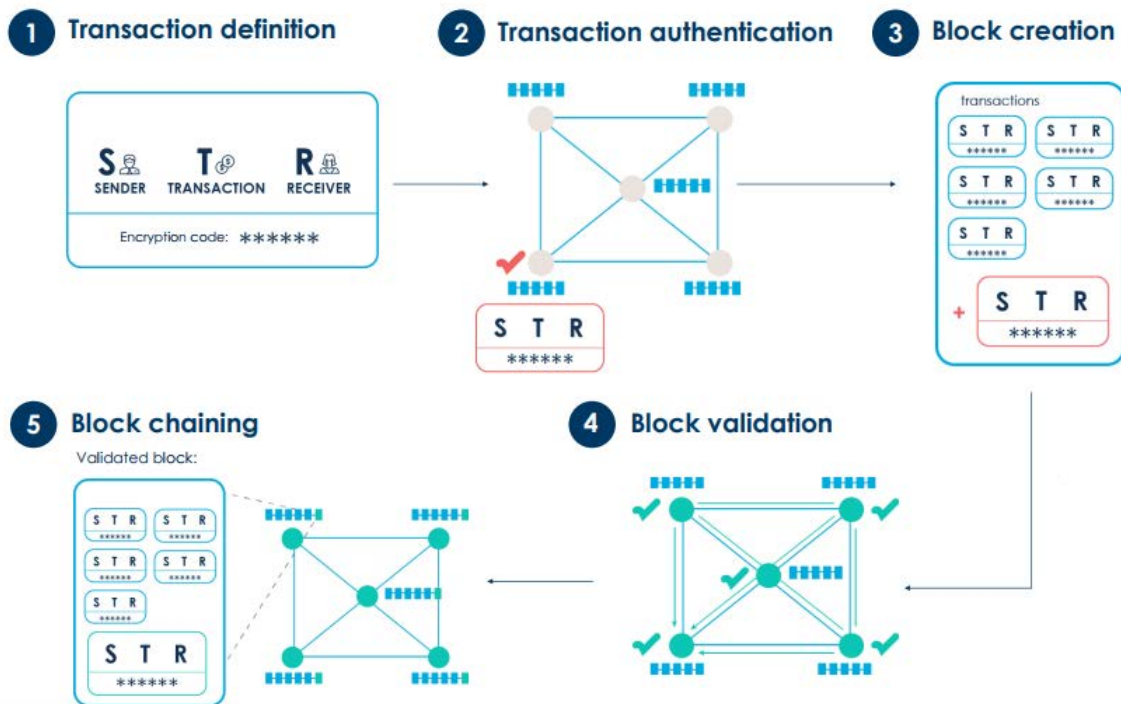 1 Transaction definition
S T R
SENDER TRANSACTION RECEIVER
Encryption code: ******
2 Transaction authentication
S T R
******
3 Block creation
transactions
S T R S T R
****** ******
S T R S T R
****** ******
S T R
******
+ S T R
******
4 Block validation
5 Block chaining
Validated block:
S T R S T R
****** ******
S T R S T R
****** ******
S T R
******
S T R
******